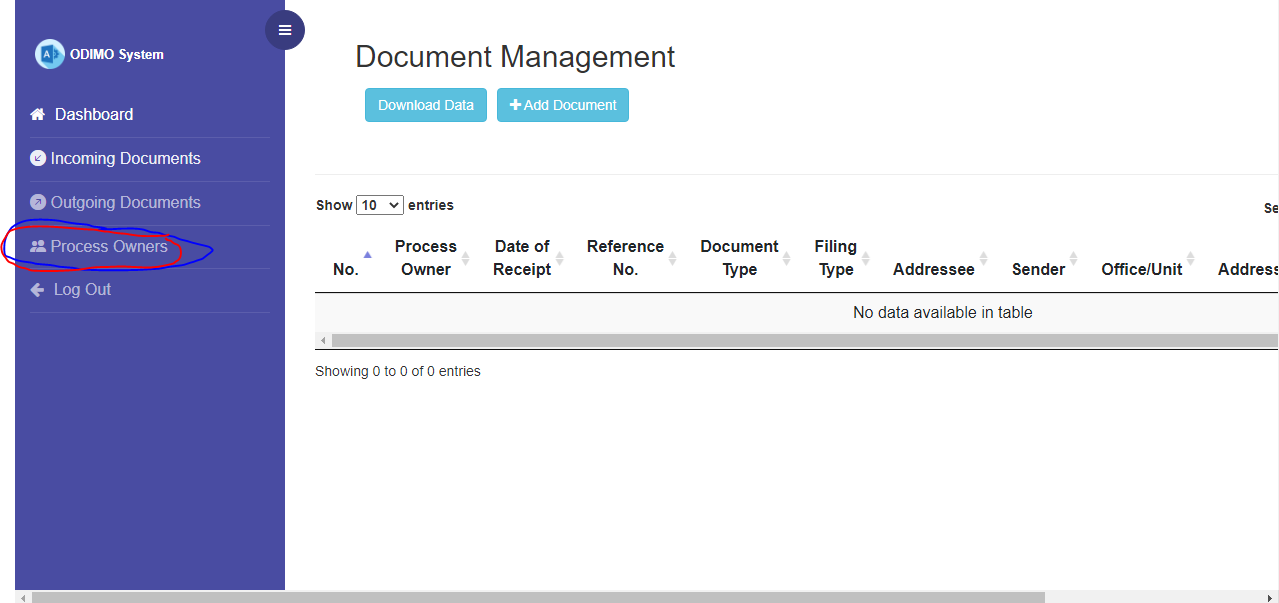 ODIMO System
Dashboard
Incoming Documents
Outgoing Documents
Process Owners
Log Out
Document Management
Download Data
Add Document
Show 10 entries
Se
No.
Process
Owner
Date of
Receipt
Reference
No.
Document
Type
Filing
Type
Addressee
Sender
Office/Unit
Address
No data available in table
Showing 0 to 0 of 0 entries